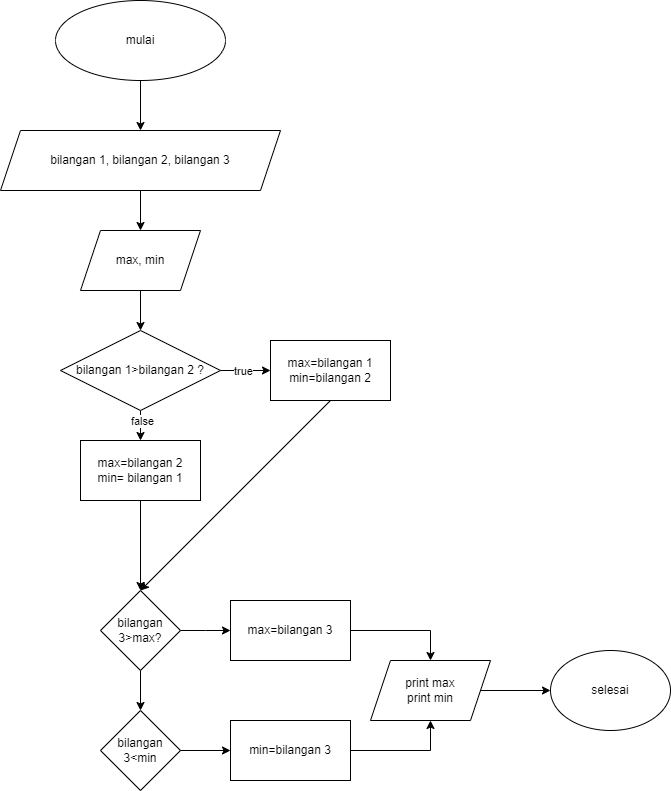 mulai
bilangan 1, bilangan 2, bilangan 3
max, min
bilangan 1>bilangan 2 ?
true
max=bilangan 1
min=bilangan 2
false
max=bilangan 2
min= bilangan 1
bilangan
3>max?
max=bilangan 3
print max
print min
selesai
bilangan
3<min
min=bilangan 3